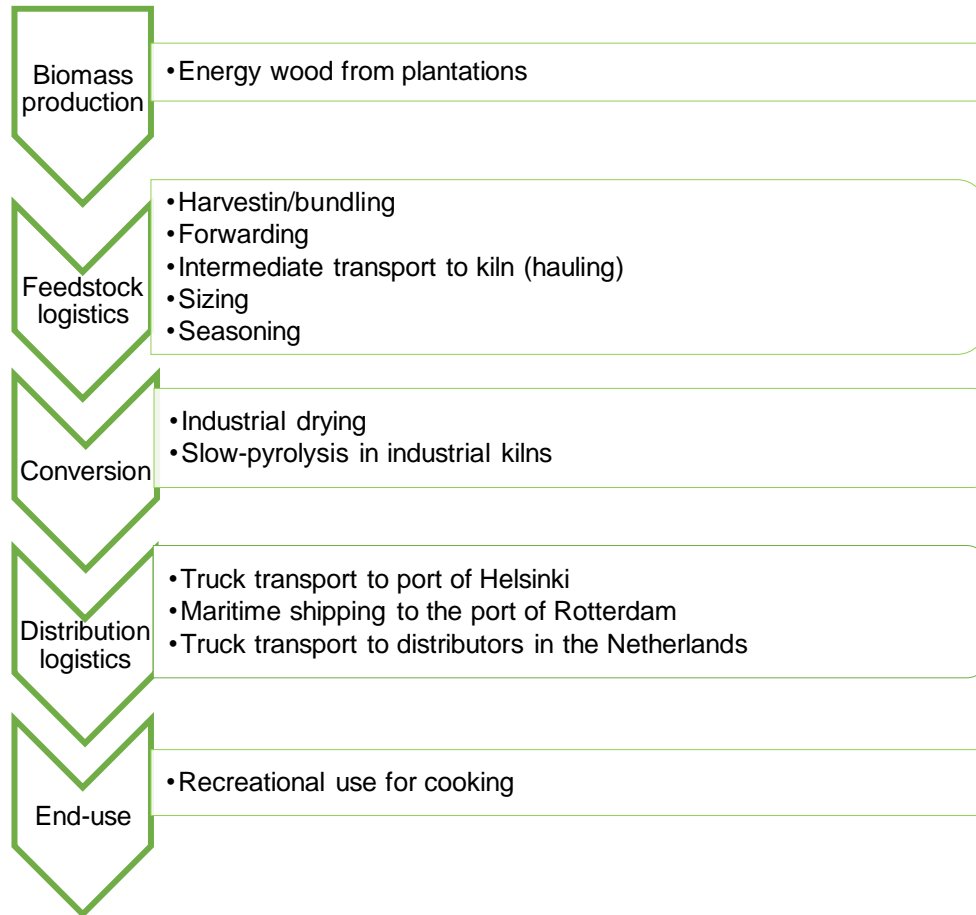 Biomass
production
•Energy wood from plantations
Feedstock
logistics
•Harvestin/bundling
•Forwarding
•Intermediate transport to kiln (hauling)
•Sizing
•Seasoning
Conversion
•Industrial drying
•Slow-pyrolysis in industrial kilns
Distribution
logistics
•Truck transport to port of Helsinki
•Maritime shipping to the port of Rotterdam
•Truck transport to distributors in the Netherlands
End-use
•Recreational use for cooking